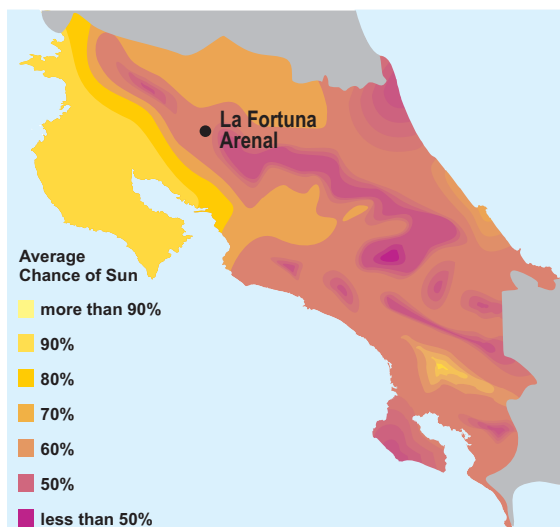 La Fortuna
Arenal
Average
Chance of Sun
more than 90%
90%
80%
70%
60%
50%
less than 50%